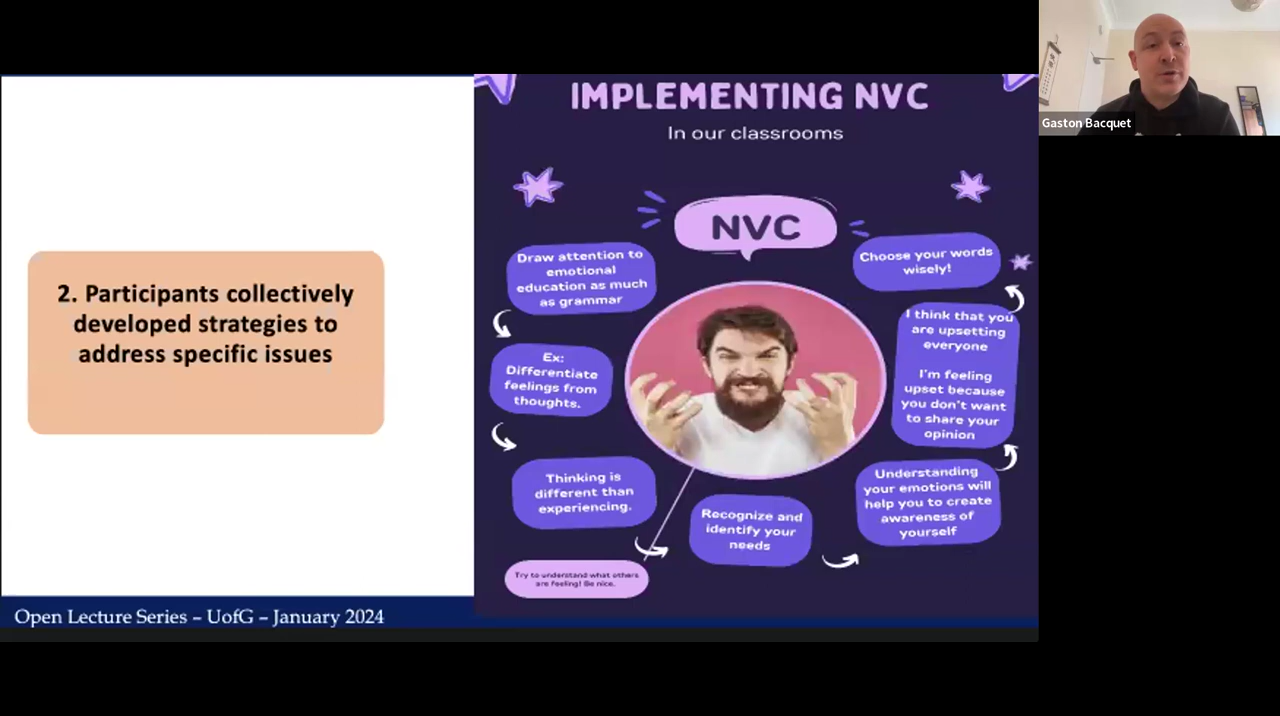 2. Participants collectively
developed strategies to
address specific issues
Open Lecture Series – UofG – January 2024
IMPLEMENTING NVC
In our classrooms
NVC
Draw attention to
emotional
education as much
as grammar
Ex:
Differentiate
feelings from
thoughts.
Thinking is
different than
experiencing.
Try to understand what others
are feeling! Be nice.
Recognize and
identify your
needs
Understanding
your emotions will
help you to create
awareness of
yourself
I think that you
are upsetting
everyone
I'm feeling
upset because
you don't want
to share your
opinion
Choose your words
wisely!
Gaston Bacquet